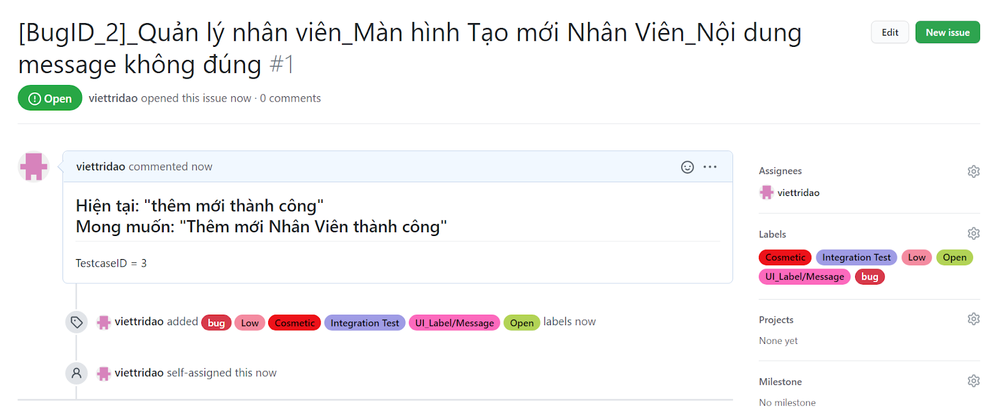 [BugID_2]_Quản lý nhân viên_Màn hình Tạo mới Nhân Viên_Nội dung
message không đúng #1
Edit
New issue
Open
viettridao opened this issue now · 0 comments
viettridao commented now
Hiện tại: "thêm mới thành công"
Mong muốn: "Thêm mới Nhân Viên thành công"
TestcaseID = 3
viettridao added bug Low Cosmetic Integration Test UI_Label/Message Open labels now
viettridao self-assigned this now
Assignees
viettridao
Labels
Cosmetic Integration Test Low Open
UI_Label/Message bug
Projects
None yet
Milestone
No milestone